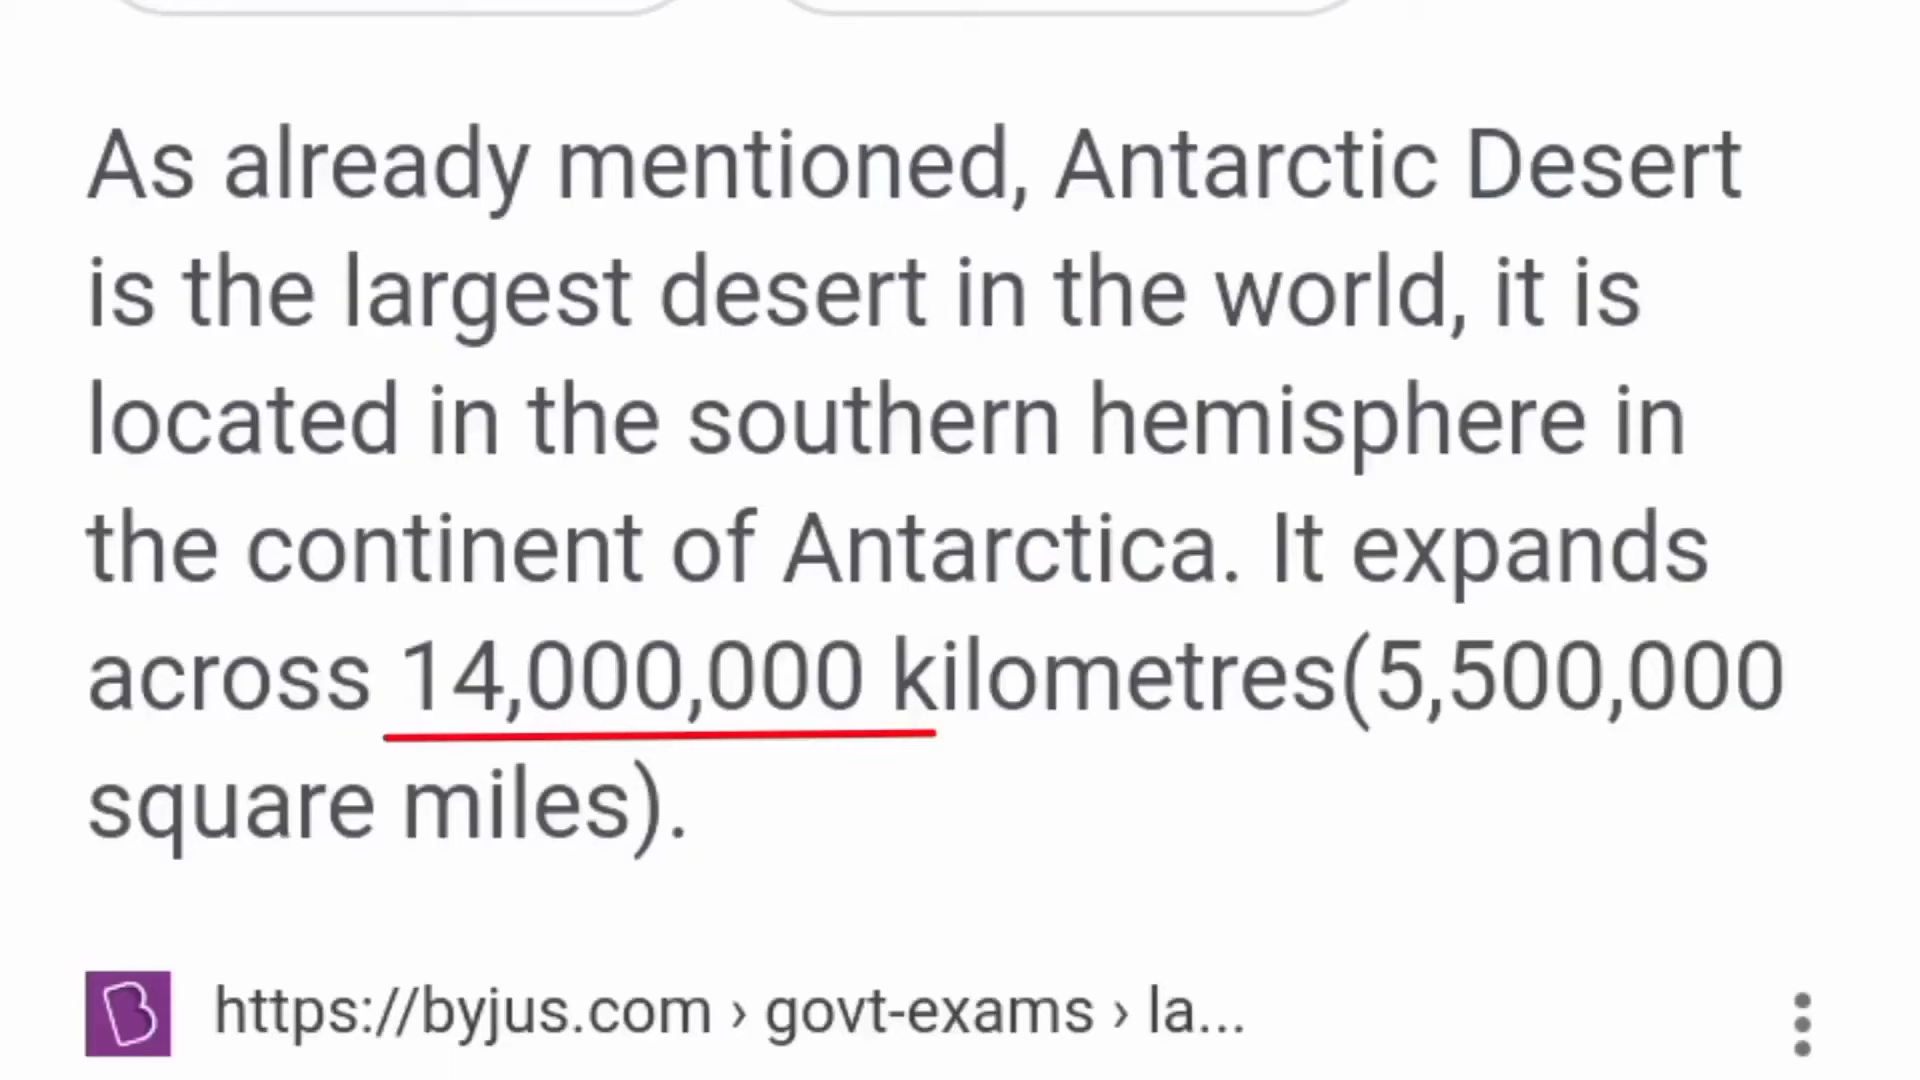 As already mentioned, Antarctic Desert
is the largest desert in the world, it is
located in the southern hemisphere in
the continent of Antarctica. It expands
across 14,000,000 kilometres(5,500,000
square miles).
https://byjus.com › govt-exams › la...